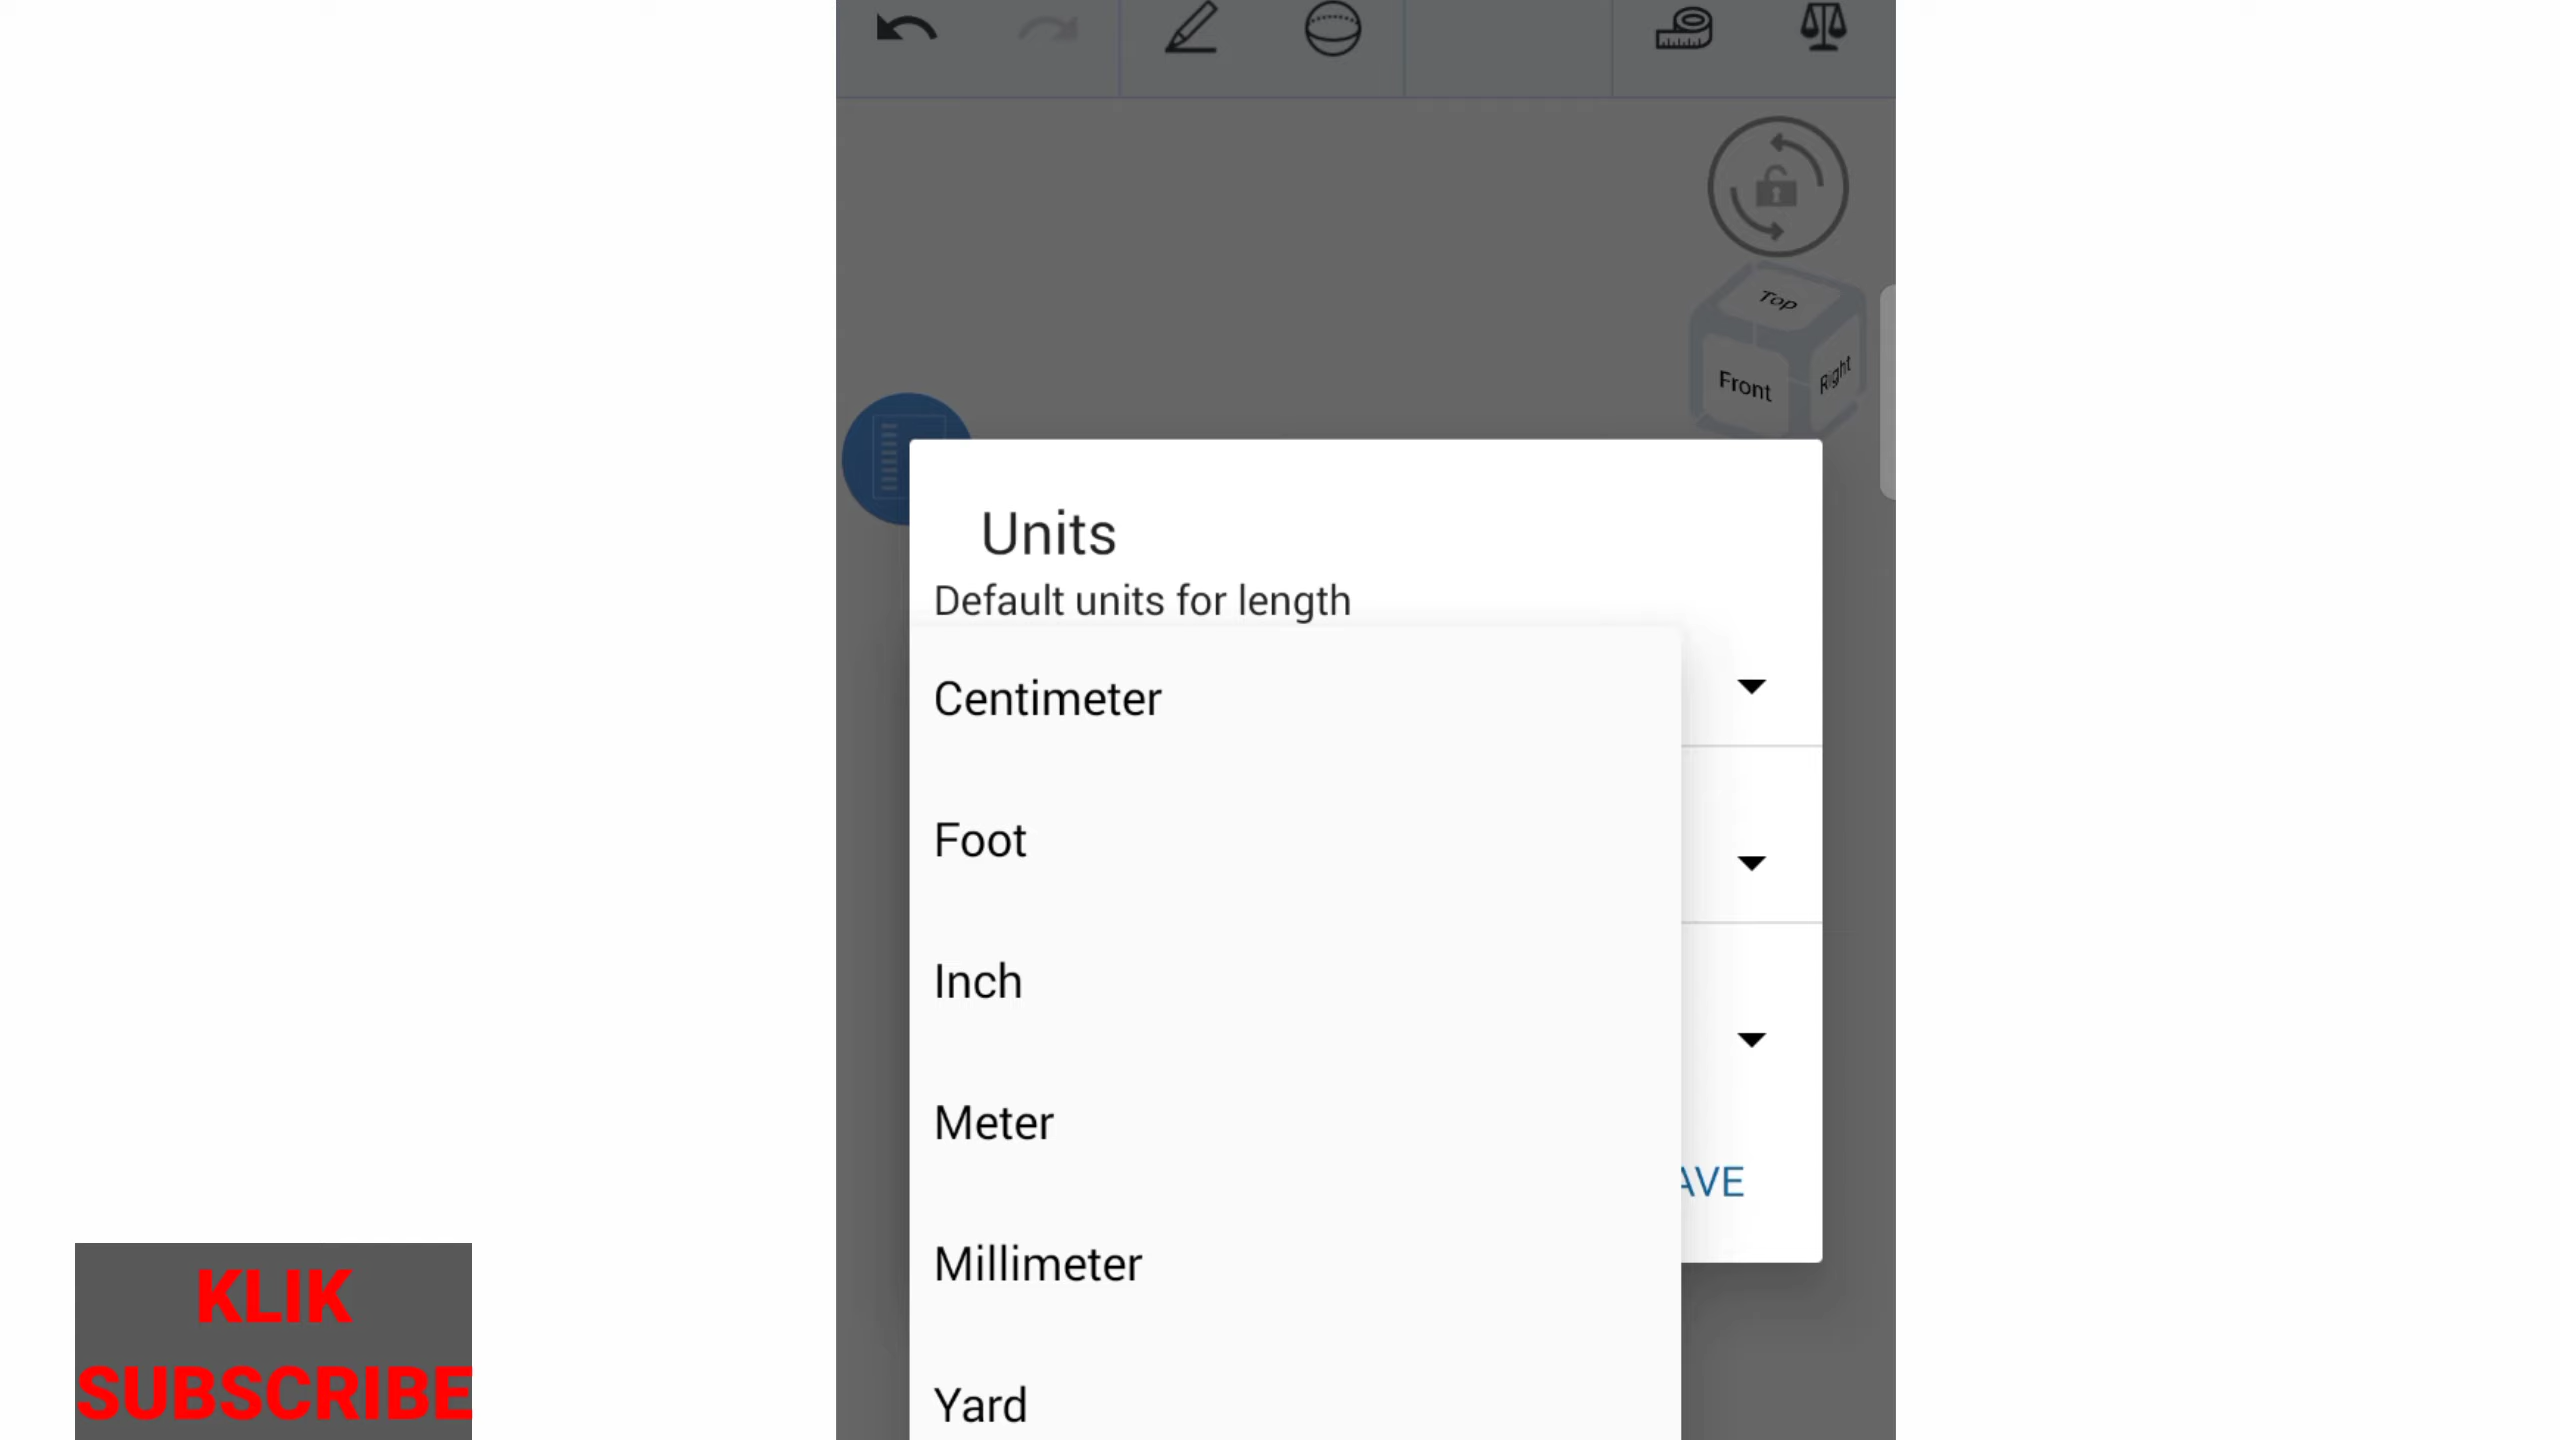 Top
Front
Right
Units
Default units for length
Centimeter
Foot
Inch
Meter
AVE
Millimeter
Yard
KLIK
SUBSCRIBE